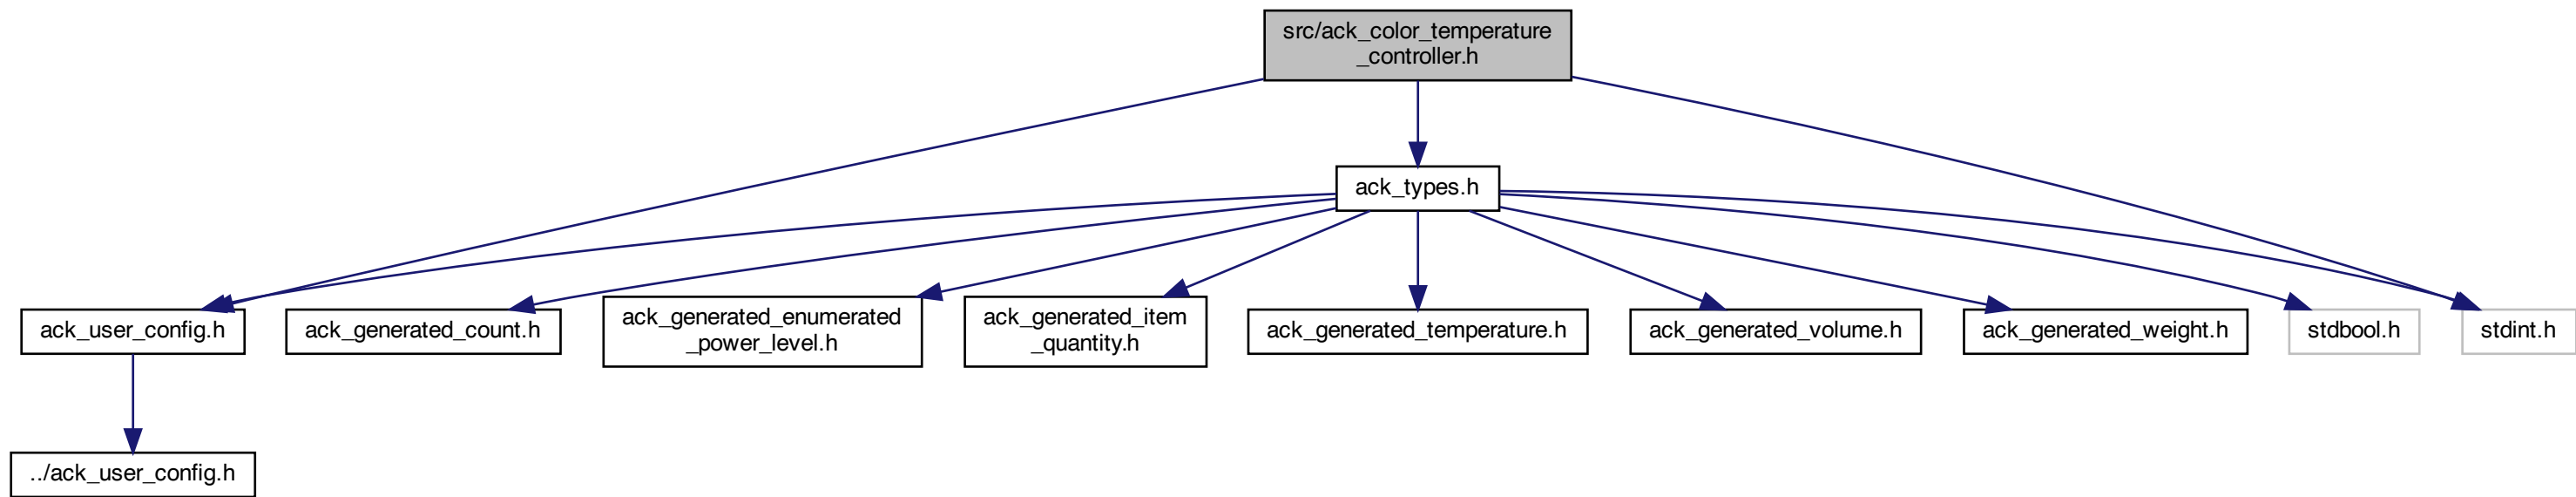 src/ack_color_temperature
_controller.h
ack_types.h
ack_user_config.h
ack_generated_count.h
ack_generated_enumerated
_power_level.h
ack_generated_item
_quantity.h
ack_generated_temperature.h
ack_generated_volume.h
ack_generated_weight.h
stdbool.h
stdint.h
../ack_user_config.h